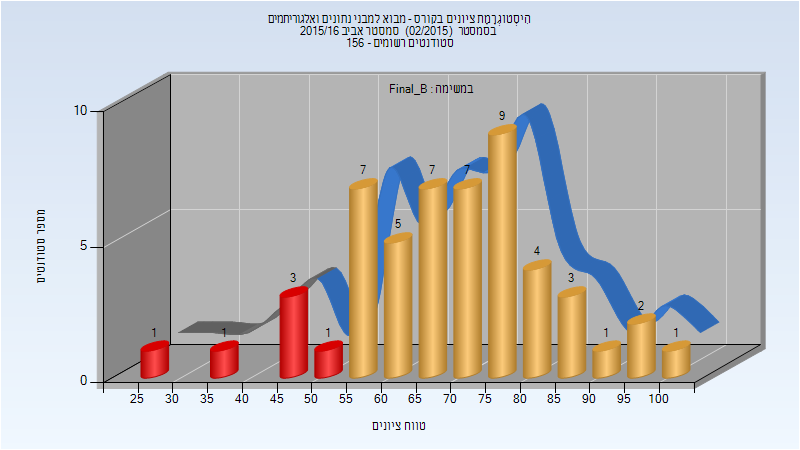 היסטוגרמת ציונים בקורס - מבוא למבני נתונים ואלגוריתמים
בסמסטר (02/2015) סמסטר אביב 2015/16
סטודנטים רשומים - 156
במשימה : Final_B
מספר סטודנטים
10
5
0
1
1
3
1
7
5
7
7
9
4
3
1
2
1
25 30 35 40 45 50 55 60 65 70 75 80 85 90 95 100
טווח ציונים